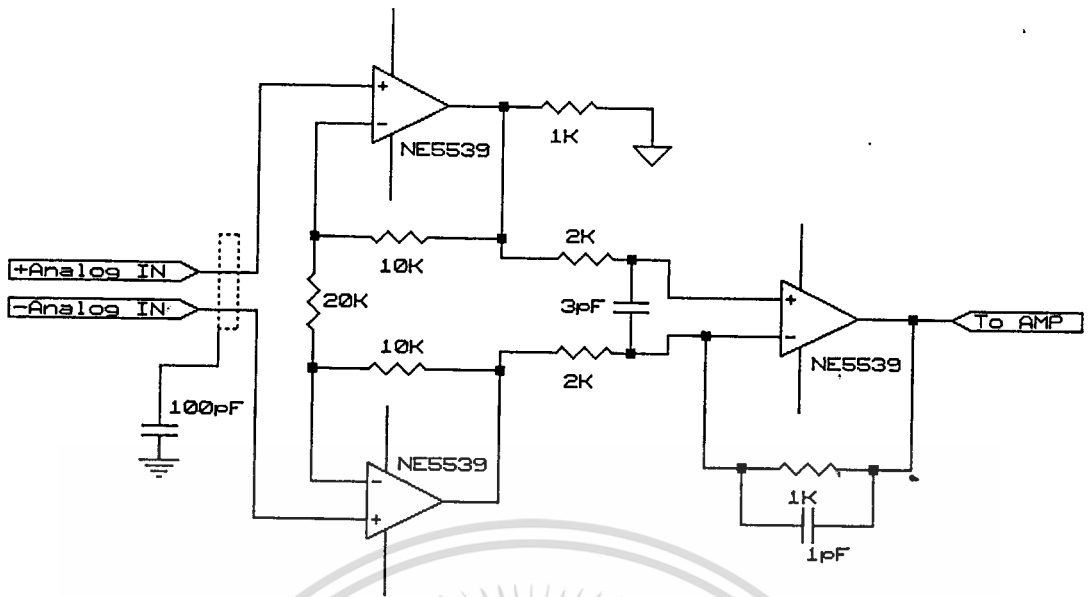 NE5539
1K
+Analog IN
-Analog IN
10K
20K
10K
2K
3pF
2K
To AMP
NE5539
100pF
NE5539
1K
1pF